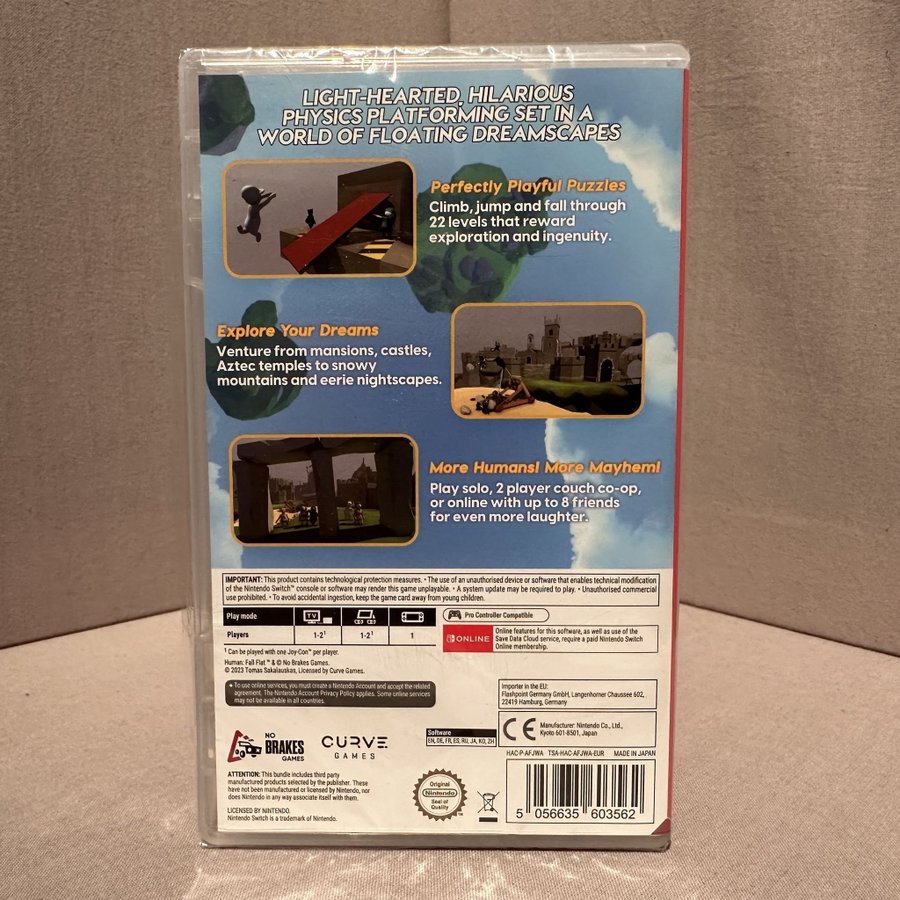 LIGHT-HEARTED, HILARIOUS
PHYSICS PLATFORMING SET IN A
WORLD OF FLOATING DREAMSCAPES
Perfectly Playful Puzzles
Climb, jump and fall through
22 levels that reward
exploration and ingenuity.
Explore Your Dreams
Venture from mansions, castles,
Aztec temples to snowy
mountains and eerie nightscapes.
More Humans! More Mayhem!
Play solo, 2 player couch co-op,
or online with up to 8 friends
for even more laughter.
IMPORTANT: This product contains technological protection measures. • The use of an unauthorised device or software that enables technical modification
of the Nintendo Switch™ console or software may render this game unplayable. • A system update may be required to play. • Unauthorised commercial
use prohibited. • To avoid accidental ingestion, keep the game card away from young children.
Play mode
TV
Players 1-2¹ 1-2¹ 1
Pro Controller Compatible
ONLINE
Online features for this software, as well as use of the
Save Data Cloud service, require a paid Nintendo Switch
Online membership.
¹ Can be played with one Joy-Con™ per player.
Human: Fall Flat ™ & © No Brakes Games.
© 2023 Tomas Sakalauskas, Licensed by Curve Games.
• To use online services, you must create a Nintendo Account and accept the related
agreement. The Nintendo Account Privacy Policy applies. Some online services
may not be available in all countries.
Importer in the EU:
Flashpoint Germany GmbH, Langenhorner Chaussee 602,
22419 Hamburg, Germany
NO
BRAKES
GAMES
CURVE
GAMES
Software
EN, DE, FR, ES, RU, JA, KO, ZH
CE
Manufacturer: Nintendo Co., Ltd.,
Kyoto 601-8501, Japan
HAC-P-AFJWA TSA-HAC-AFJWA-EUR MADE IN JAPAN
ATTENTION: This bundle includes third party
manufactured products selected by the publisher. These
have not been manufactured or licensed by Nintendo, nor
does Nintendo in any way associate itself with them.
LICENSED BY NINTENDO.
Nintendo Switch is a trademark of Nintendo.
Original
Nintendo
Seal of
Quality
5 056635 603562